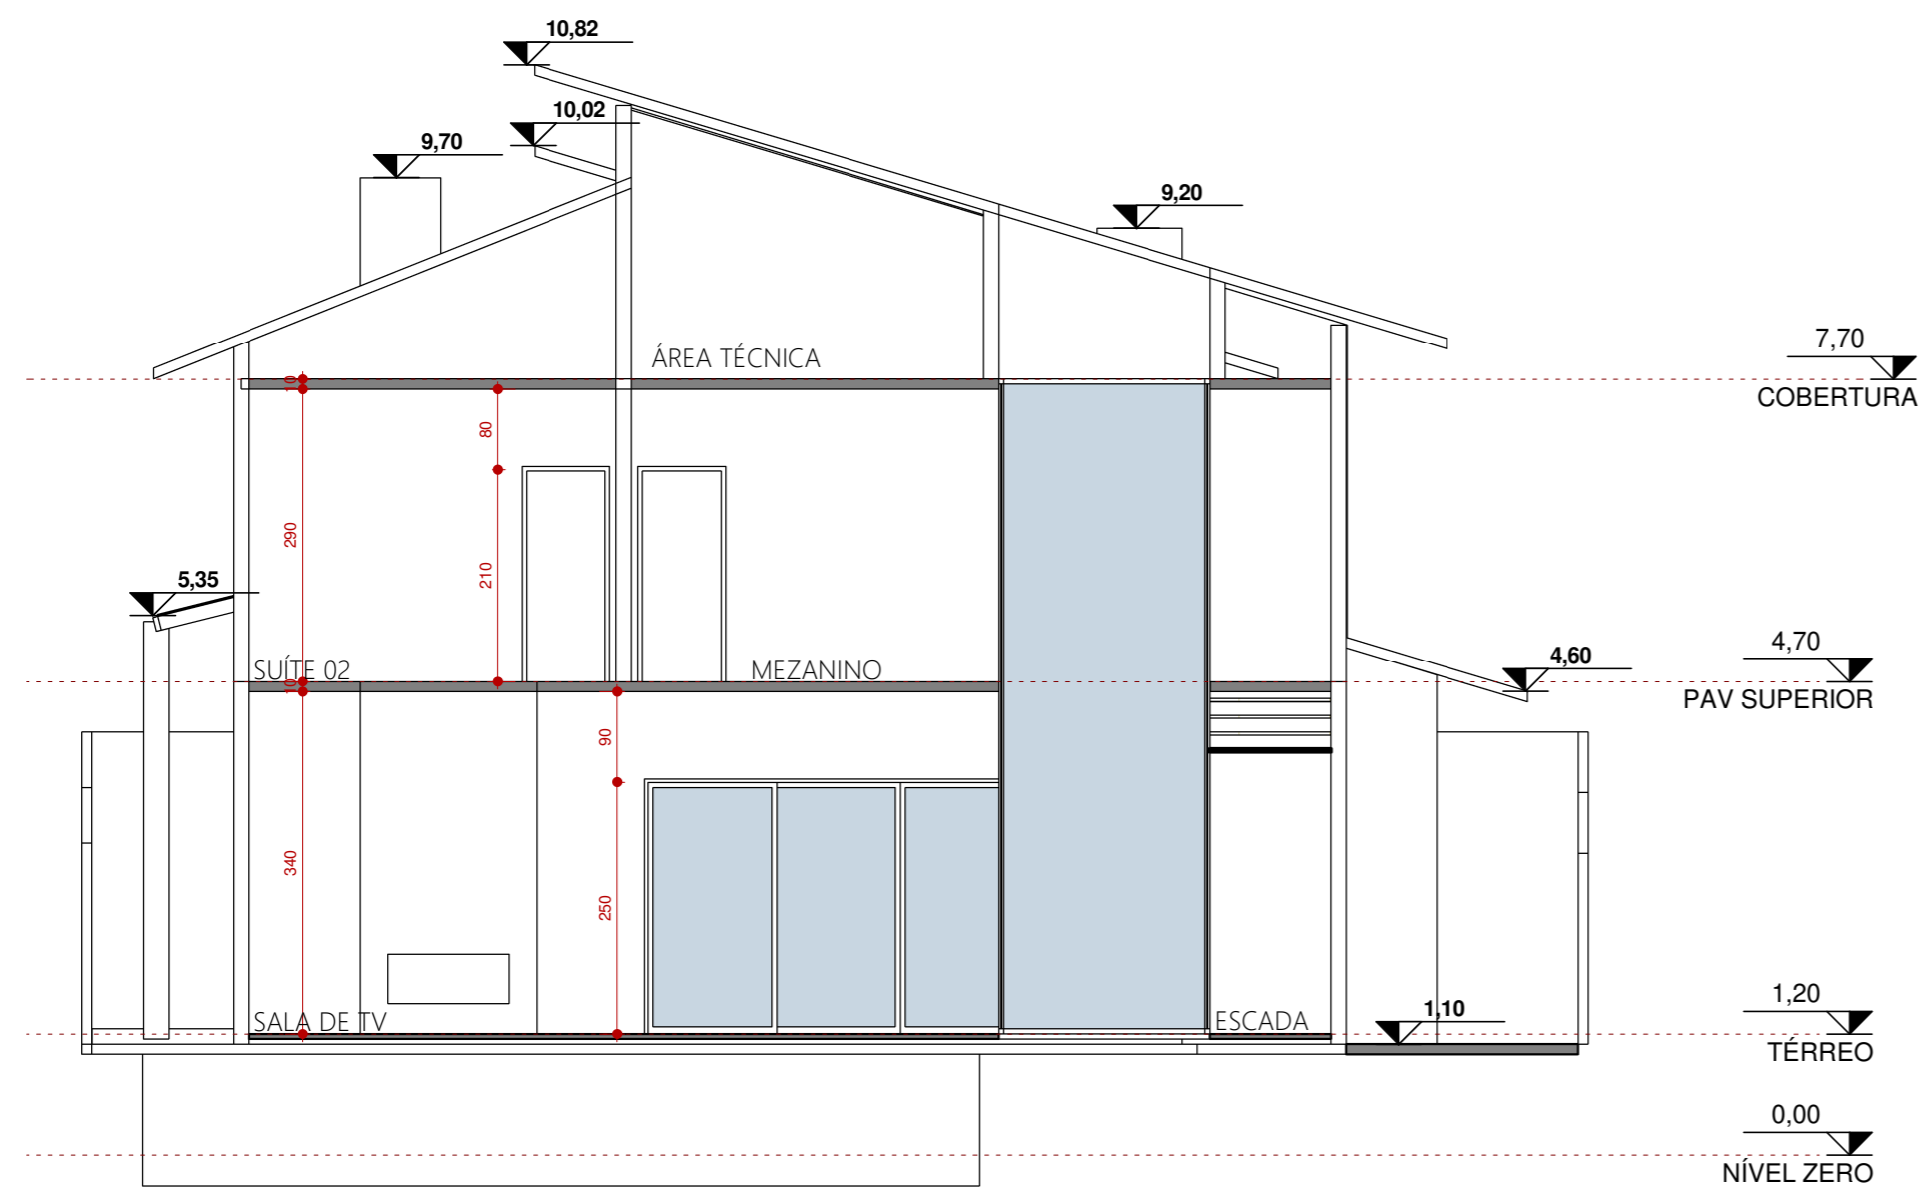 10,82
10,02
9,70
9,20
ÁREA TÉCNICA
7,70
COBERTURA
10
80
290
210
5,35
SUÍTE 02
MEZANINO
4,60
4,70
PAV SUPERIOR
10
90
340
250
SALA DE TV
ESCADA
1,10
1,20
TÉRREO
0,00
NÍVEL ZERO